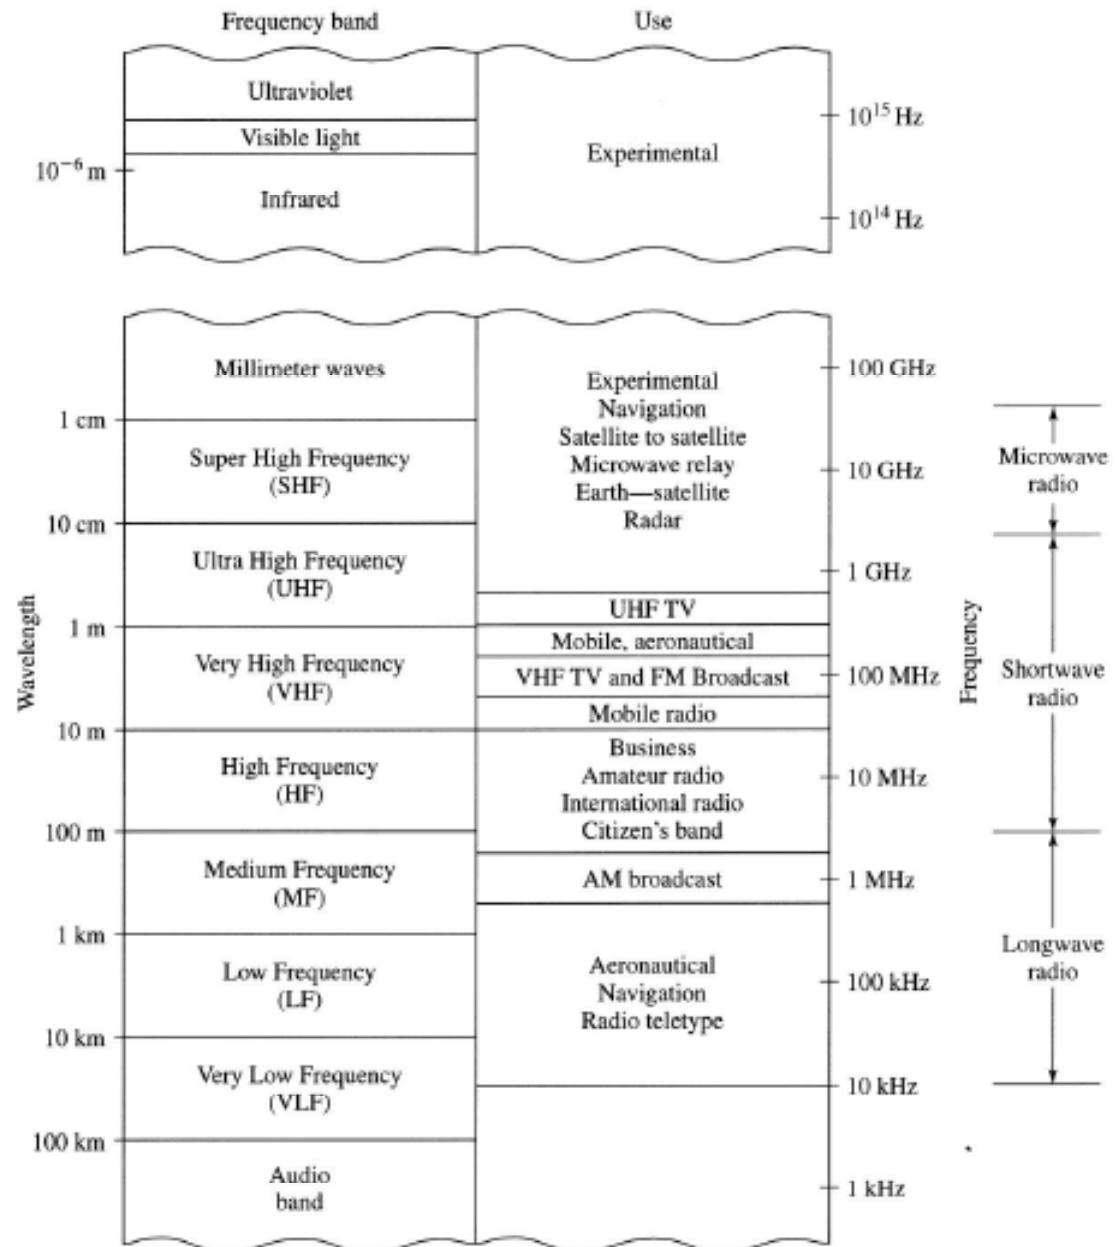 Frequency band
Use
Ultraviolet
10¹⁵ Hz
Visible light
Experimental
10⁻⁶ m
Infrared
10¹⁴ Hz
Millimeter waves
100 GHz
Experimental
Navigation
Satellite to satellite
Microwave relay
Earth—satellite
Radar
1 cm
Super High Frequency
(SHF)
10 GHz
Microwave
radio
10 cm
Ultra High Frequency
(UHF)
1 GHz
UHF TV
1 m
Mobile, aeronautical
Very High Frequency
(VHF)
VHF TV and FM Broadcast
100 MHz
Mobile radio
Wavelength
Frequency
Shortwave
radio
10 m
High Frequency
(HF)
Business
Amateur radio
International radio
Citizen's band
10 MHz
100 m
Medium Frequency
(MF)
AM broadcast
1 MHz
1 km
Low Frequency
(LF)
Aeronautical
Navigation
Radio teletype
100 kHz
Longwave
radio
10 km
Very Low Frequency
(VLF)
10 kHz
100 km
Audio
band
1 kHz